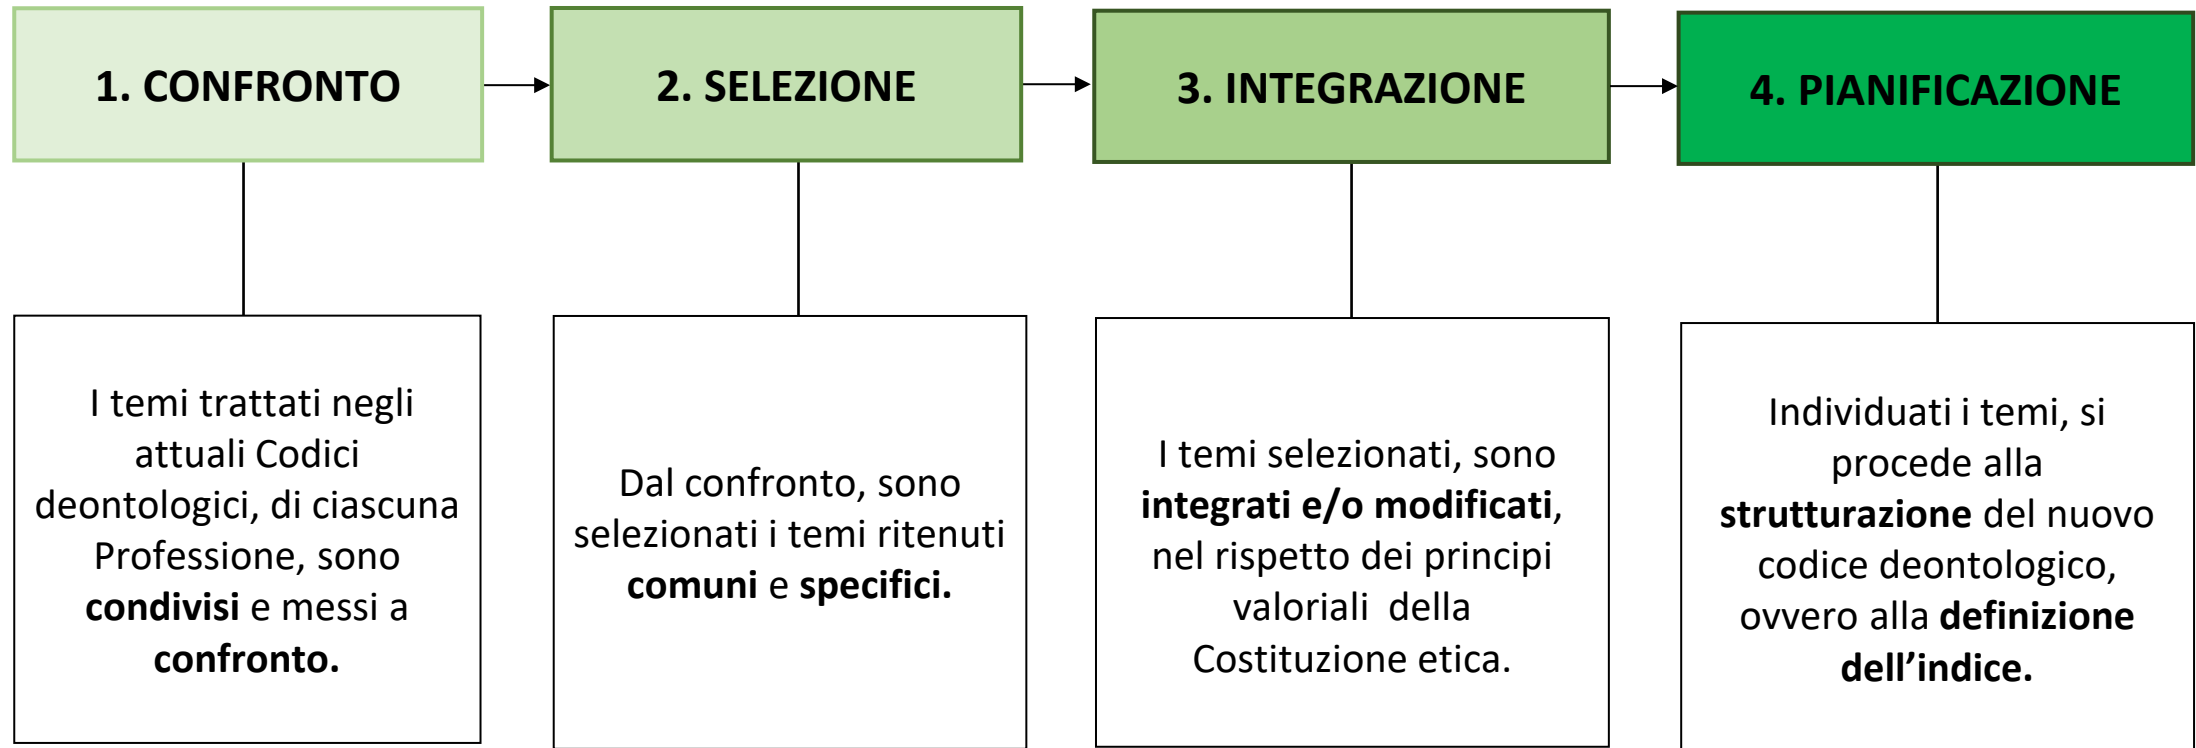 1. CONFRONTO
2. SELEZIONE
3. INTEGRAZIONE
4. PIANIFICAZIONE
I temi trattati negli
attuali Codici
deontologici, di ciascuna
Professione, sono
condivisi e messi a
confronto.
Dal confronto, sono
selezionati i temi ritenuti
comuni e specifici.
I temi selezionati, sono
integrati e/o modificati,
nel rispetto dei principi
valoriali  della
Costituzione etica.
Individuati i temi, si
procede alla
strutturazione del nuovo
codice deontologico,
ovvero alla definizione
dell’indice.